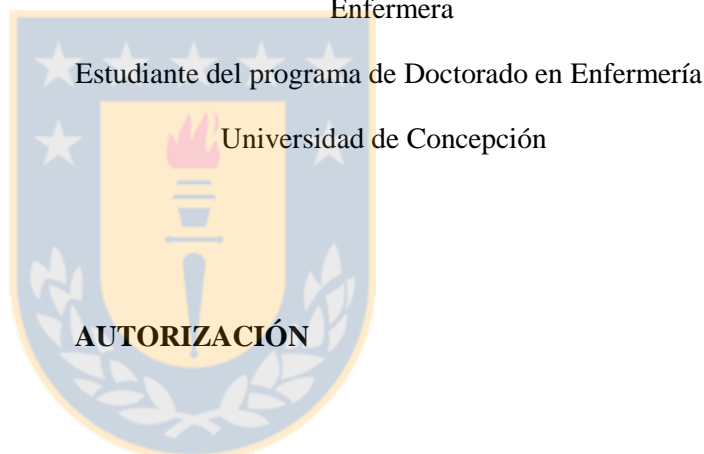 Enfermera
Estudiante del programa de Doctorado en Enfermería
Universidad de Concepción
AUTORIZACIÓN